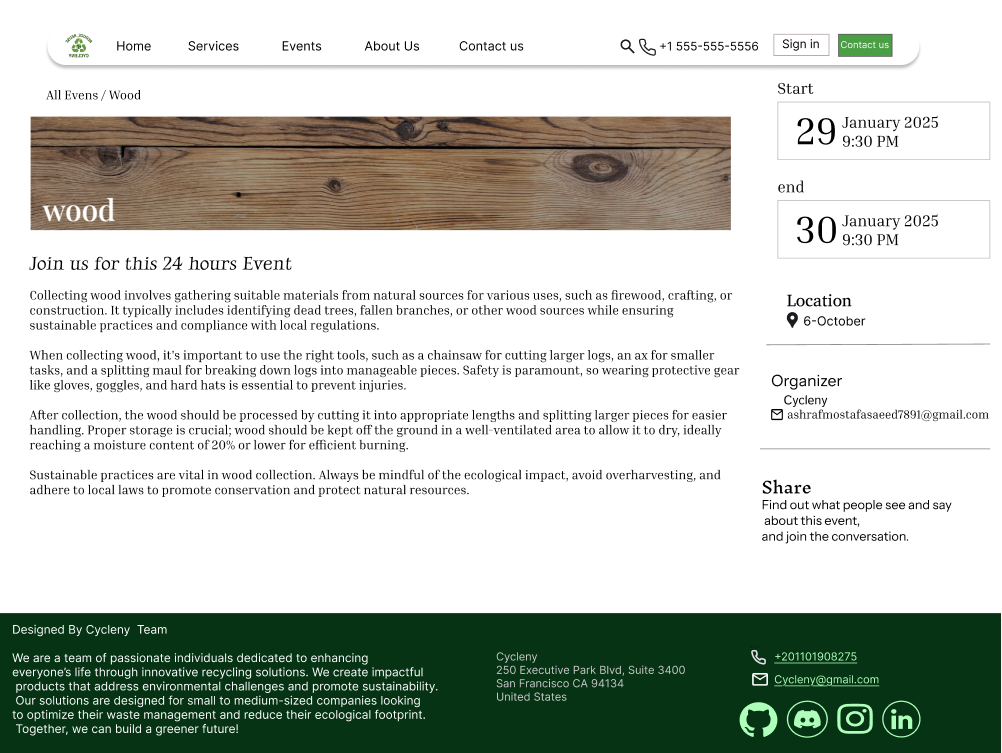 Home
Services
Events
About Us
Contact us
+1 555-555-5556
Sign in
Contact us
All Evens / Wood
wood
Join us for this 24 hours Event
Collecting wood involves gathering suitable materials from natural sources for various uses, such as firewood, crafting, or
construction. It typically includes identifying dead trees, fallen branches, or other wood sources while ensuring
sustainable practices and compliance with local regulations.
When collecting wood, it's important to use the right tools, such as a chainsaw for cutting larger logs, an ax for smaller
tasks, and a splitting maul for breaking down logs into manageable pieces. Safety is paramount, so wearing protective gear
like gloves, goggles, and hard hats is essential to prevent injuries.
After collection, the wood should be processed by cutting it into appropriate lengths and splitting larger pieces for easier
handling. Proper storage is crucial; wood should be kept off the ground in a well-ventilated area to allow it to dry, ideally
reaching a moisture content of 20% or lower for efficient burning.
Sustainable practices are vital in wood collection. Always be mindful of the ecological impact, avoid overharvesting, and
adhere to local laws to promote conservation and protect natural resources.
Start
29
January 2025
9:30 PM
end
30
January 2025
9:30 PM
Location
6-October
Organizer
Cycleny
ashrafmostafasaeed7891@gmail.com
Share
Find out what people see and say
about this event,
and join the conversation.
Designed By Cycleny Team
We are a team of passionate individuals dedicated to enhancing
everyone's life through innovative recycling solutions. We create impactful
products that address environmental challenges and promote sustainability.
Our solutions are designed for small to medium-sized companies looking
to optimize their waste management and reduce their ecological footprint.
Together, we can build a greener future!
Cycleny
250 Executive Park Blvd, Suite 3400
San Francisco CA 94134
United States
+201101908275
Cycleny@gmail.com
in